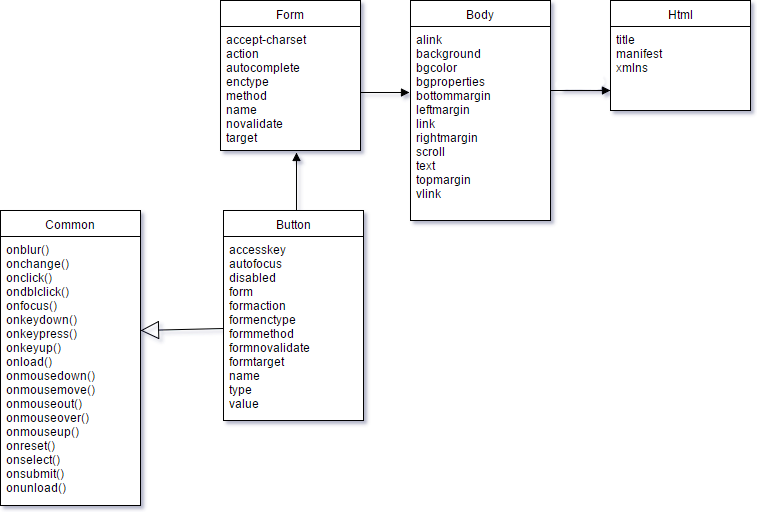 Form
accept-charset
action
autocomplete
enctype
method
name
novalidate
target
Body
alink
background
bgcolor
bgproperties
bottommargin
leftmargin
link
rightmargin
scroll
text
topmargin
vlink
Html
title
manifest
xmlns
Common
onblur()
onchange()
onclick()
ondblclick()
onfocus()
onkeydown()
onkeypress()
onkeyup()
onload()
onmousedown()
onmousemove()
onmouseout()
onmouseover()
onmouseup()
onreset()
onselect()
onsubmit()
onunload()
Button
accesskey
autofocus
disabled
form
formaction
formenctype
formmethod
formnovalidate
formtarget
name
type
value